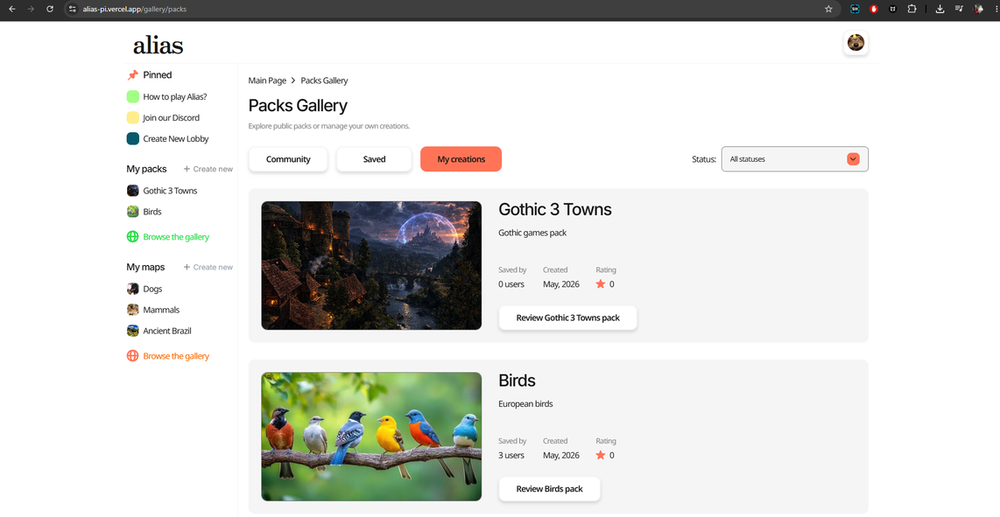 alias-pi.vercel.app/gallery/packs
alias
Pinned
How to play Alias?
Join our Discord
Create New Lobby
My packs + Create new
Gothic 3 Towns
Birds
Browse the gallery
My maps + Create new
Dogs
Mammals
Ancient Brazil
Browse the gallery
Main Page > Packs Gallery
Packs Gallery
Explore public packs or manage your own creations.
Community Saved My creations Status: All statuses
Gothic 3 Towns
Gothic games pack
Saved by Created Rating
0 users May, 2026 0
Review Gothic 3 Towns pack
Birds
European birds
Saved by Created Rating
3 users May, 2026 0
Review Birds pack